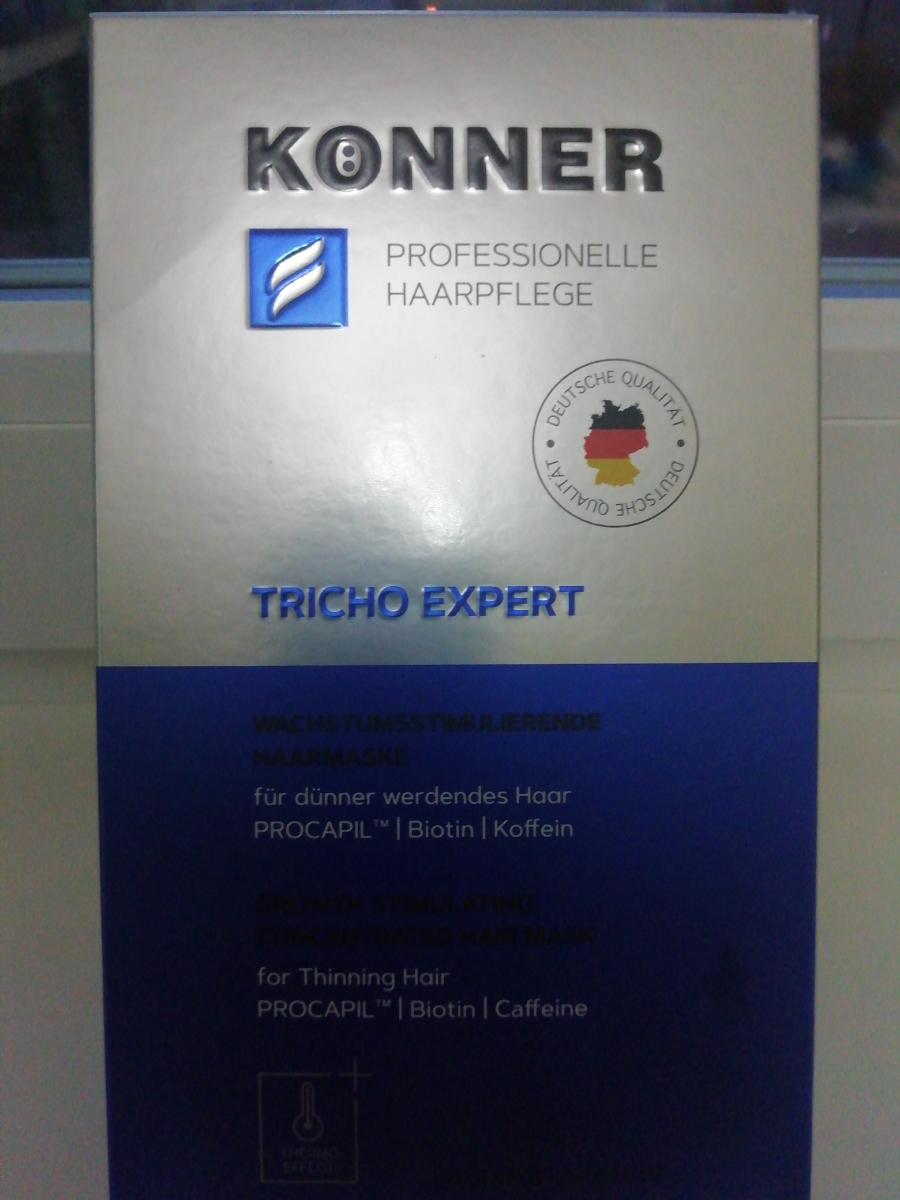 KÖNNER
PROFESSIONELLE
HAARPFLEGE
DEUTSCHE QUALITÄT • DEUTSCHE QUALITÄT •
TRICHO EXPERT
WACHSTUMSSTIMULIERENDE
HAARMASKE
für dünner werdendes Haar
PROCAPIL™ | Biotin | Koffein
GROWTH STIMULATING
CONCENTRATED HAIR MASK
for Thinning Hair
PROCAPIL™ | Biotin | Caffeine
THERMO
EFFECT